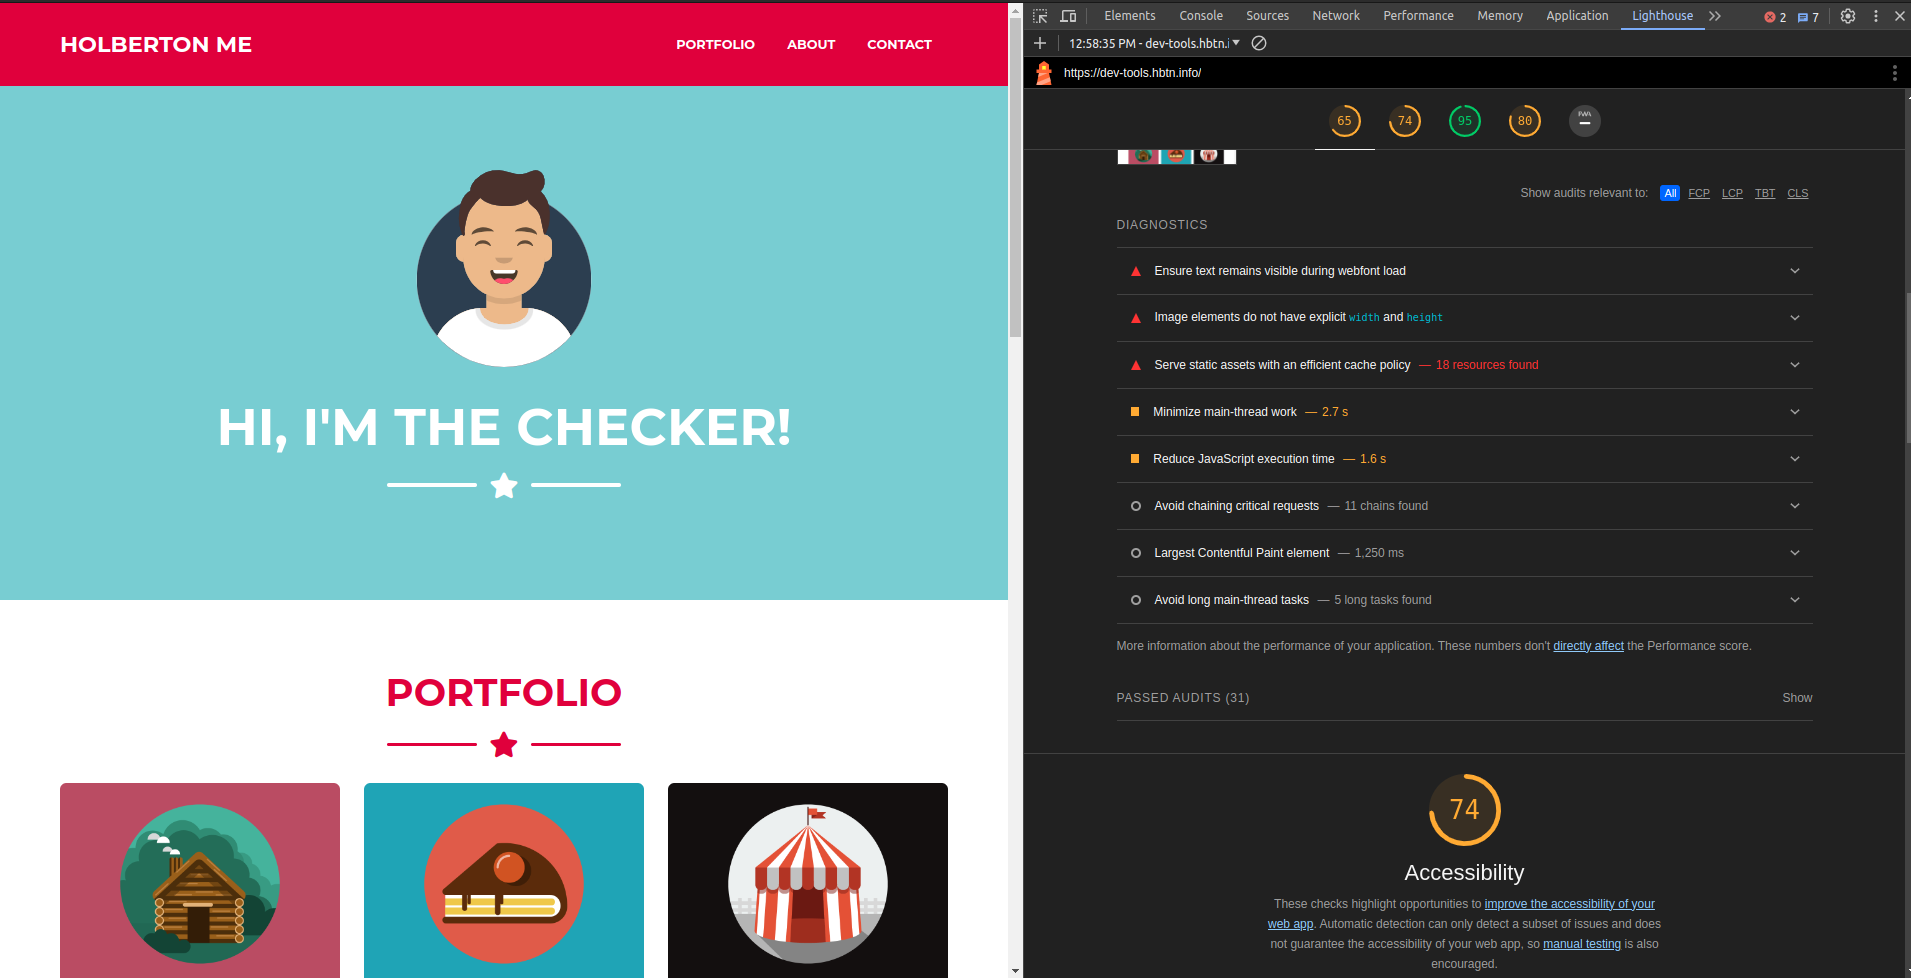 HOLBERTON ME
PORTFOLIO ABOUT CONTACT
HI, I'M THE CHECKER!
PORTFOLIO
Elements Console Sources Network Performance Memory Application Lighthouse 2 7
12:58:35 PM - dev-tools.hbtn.i
https://dev-tools.hbtn.info/
65 74 95 80 PWA
Show audits relevant to: All FCP LCP TBT CLS
DIAGNOSTICS
Ensure text remains visible during webfont load
Image elements do not have explicit width and height
Serve static assets with an efficient cache policy — 18 resources found
Minimize main-thread work — 2.7 s
Reduce JavaScript execution time — 1.6 s
Avoid chaining critical requests — 11 chains found
Largest Contentful Paint element — 1,250 ms
Avoid long main-thread tasks — 5 long tasks found
More information about the performance of your application. These numbers don't directly affect the Performance score.
PASSED AUDITS (31) Show
74
Accessibility
These checks highlight opportunities to improve the accessibility of your
web app. Automatic detection can only detect a subset of issues and does
not guarantee the accessibility of your web app, so manual testing is also
encouraged.